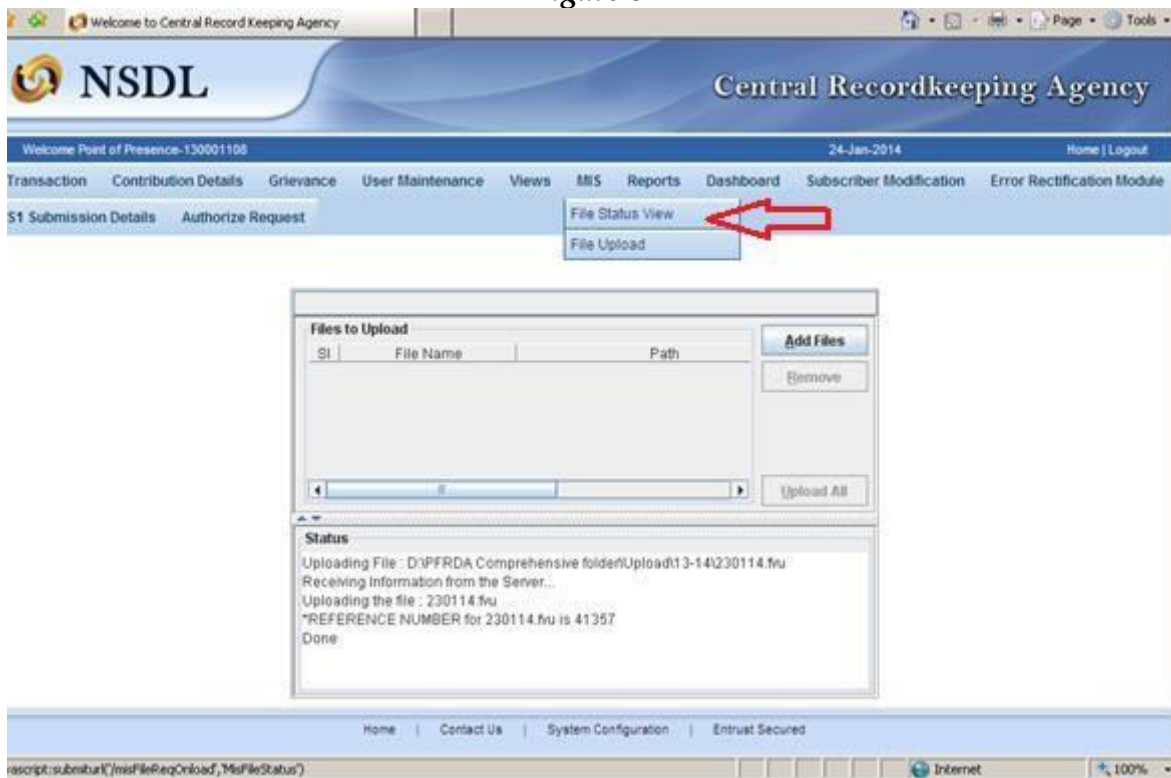 Welcome to Central Record Keeping Agency
Page Tools
NSDL
Central Recordkeeping Agency
Welcome Point of Presence-130001108 24-Jan-2014 Home | Logout
Transaction Contribution Details Grievance User Maintenance Views MIS Reports Dashboard Subscriber Modification Error Rectification Module
S1 Submission Details Authorize Request
File Status View
File Upload
Files to Upload
Sl File Name Path
Add Files
Remove
Upload All
Status
Uploading File : D:\PFRDA Comprehensive folder\Upload\13-14\230114.fvu
Receiving Information from the Server...
Uploading the file : 230114.fvu
*REFERENCE NUMBER for 230114.fvu is 41357
Done
Home | Contact Us | System Configuration | Entrust Secured
vascript:submiturl('/misFileReqOnload','MisFileStatus') Internet 100%